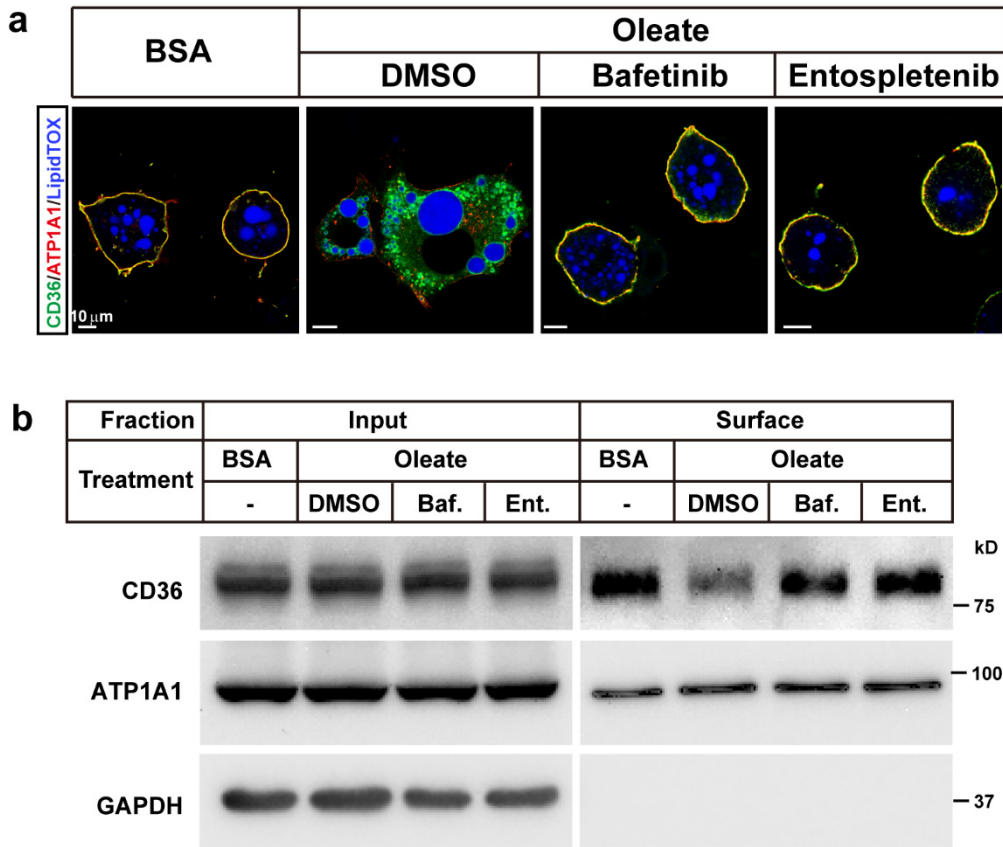 a
BSA
Oleate
DMSO
Bafetinib
Entospletenib
CD36/ATP1A1/LipidTOX
10 μm
b
Fraction
Input
Surface
Treatment
BSA
Oleate
BSA
Oleate
-
DMSO
Baf.
Ent.
-
DMSO
Baf.
Ent.
kD
CD36
75
ATP1A1
100
GAPDH
37